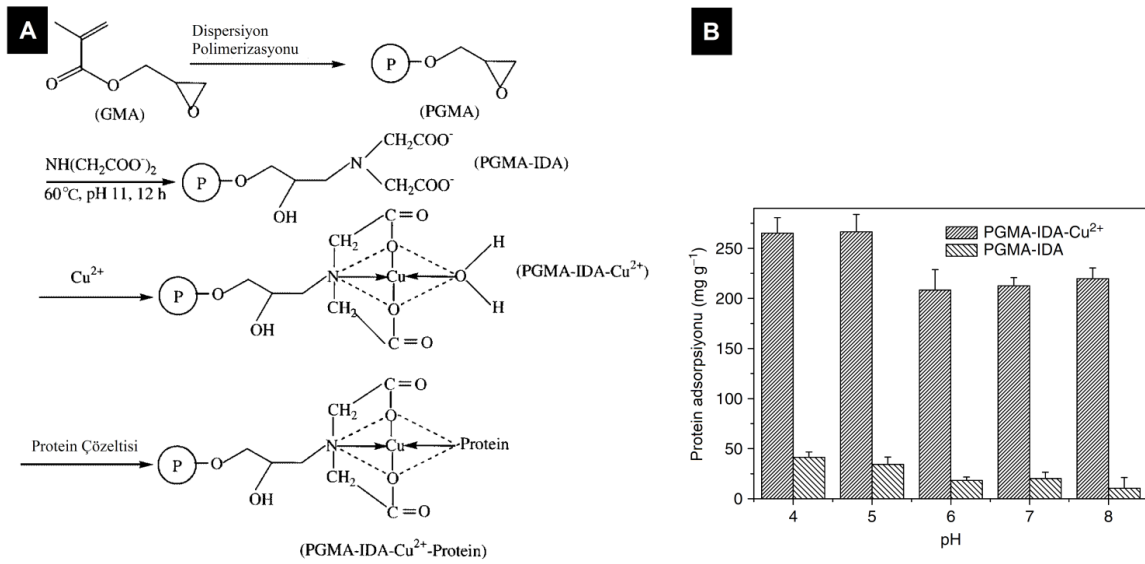 A
Dispersiyon
Polimerizasyonu
O
O
O
(GMA)
P
O
O
(PGMA)
NH(CH₂COO⁻)₂
60°C, pH 11, 12 h
P
O
OH
N
CH₂COO⁻
CH₂COO⁻
(PGMA-IDA)
Cu²⁺
P
O
OH
C=O
CH₂
O
H
N
Cu
O
(PGMA-IDA-Cu²⁺)
O
H
CH₂
C=O
Protein Çözeltisi
P
O
OH
C=O
CH₂
O
N
Cu
Protein
O
CH₂
C=O
(PGMA-IDA-Cu²⁺-Protein)
B
Protein adsorpsiyonu (mg g⁻¹)
PGMA-IDA-Cu²⁺
PGMA-IDA
250
200
150
100
50
0
4 5 6 7 8
pH